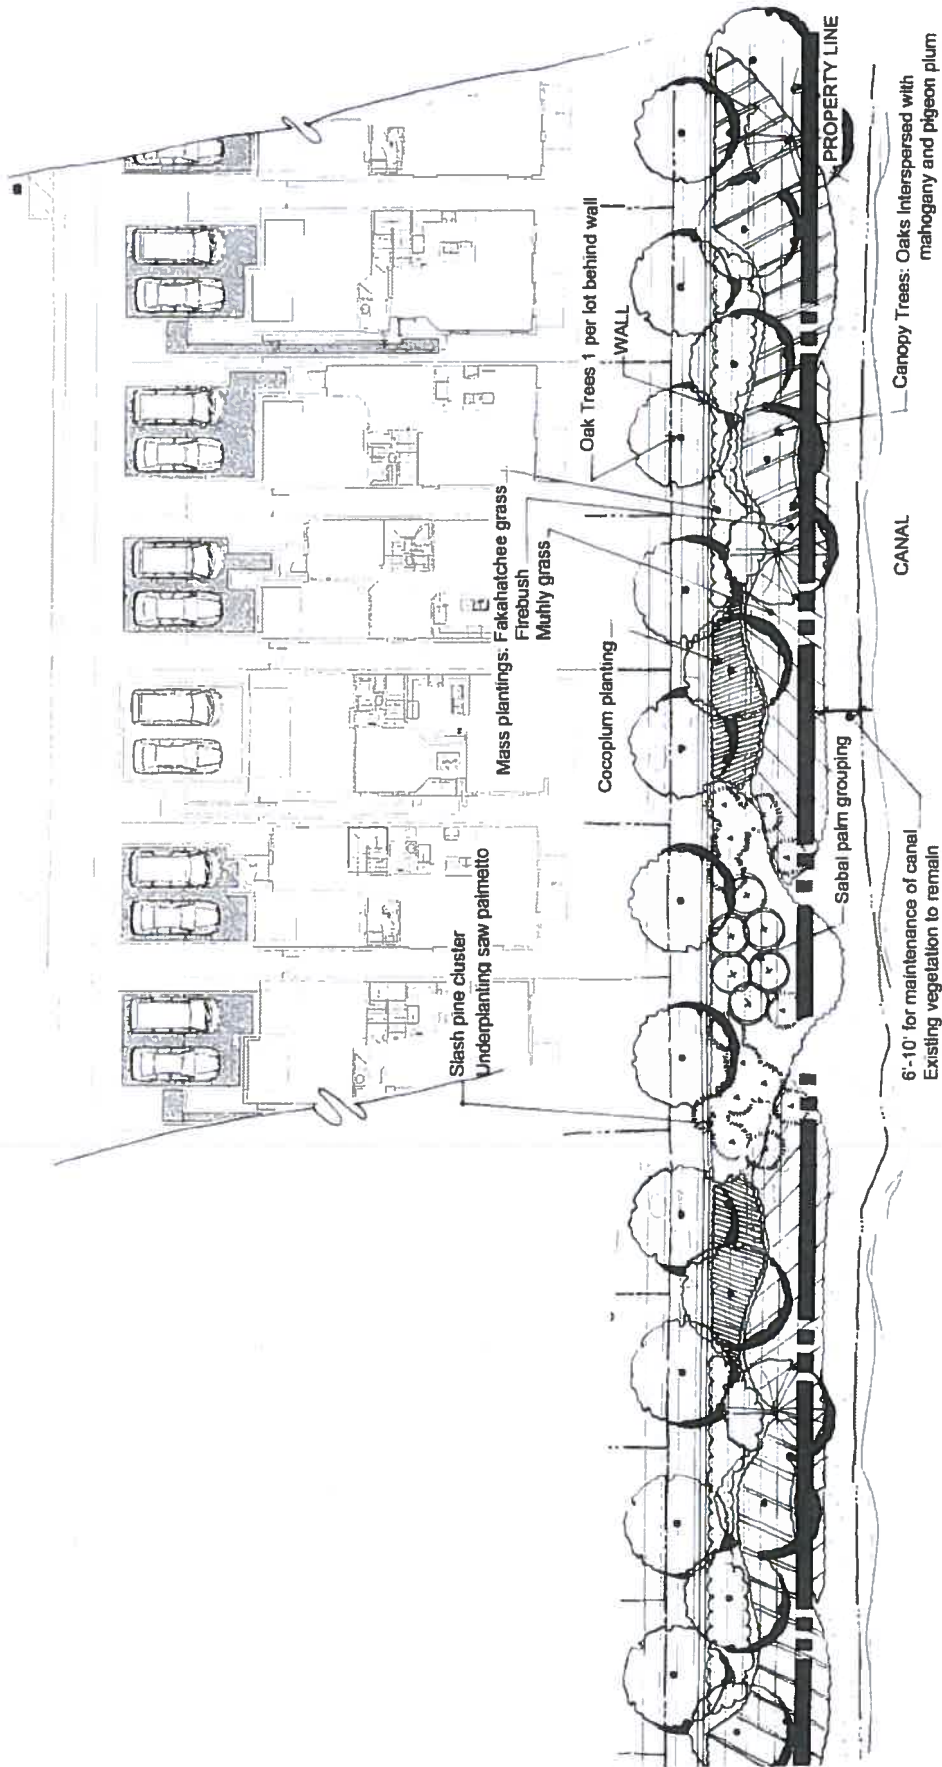 Slash pine cluster
Underplanting saw palmetto
Mass plantings: Fakahatchee grass
Firebush
Muhly grass
Cocoplum planting
Oak Trees 1 per lot behind wall
WALL
PROPERTY LINE
Sabal palm grouping
6'-10' for maintenance of canal
Existing vegetation to remain
CANAL
Canopy Trees: Oaks Interspersed with
mahogany and pigeon plum